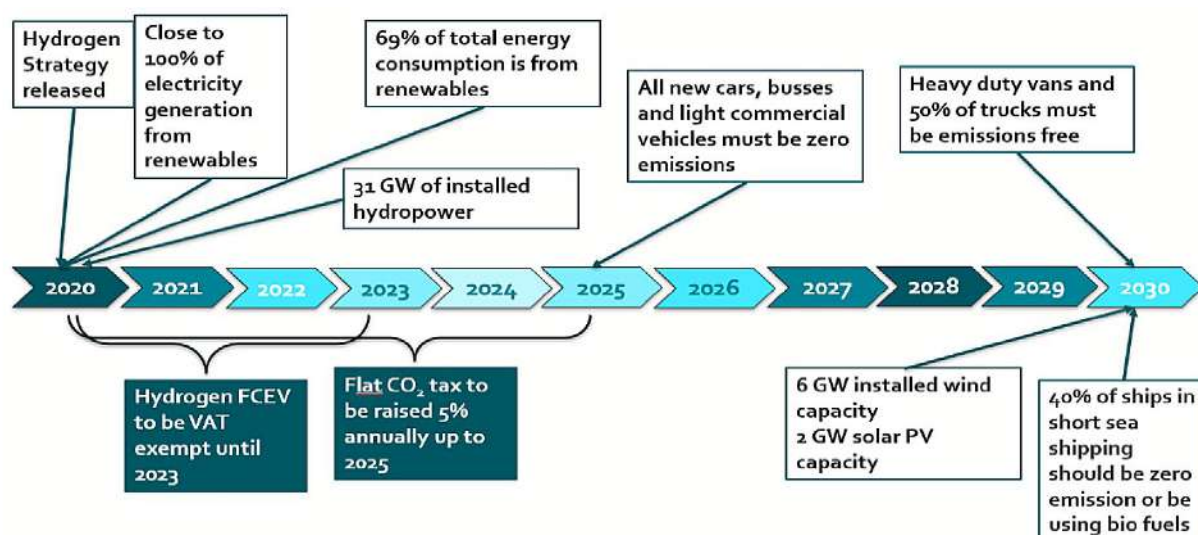 Hydrogen
Strategy
released
Close to
100% of
electricity
generation
from
renewables
69% of total energy
consumption is from
renewables
31 GW of installed
hydropower
All new cars, busses
and light commercial
vehicles must be zero
emissions
Heavy duty vans and
50% of trucks must
be emissions free
2020
2021
2022
2023
2024
2025
2026
2027
2028
2029
2030
Hydrogen FCEV
to be VAT
exempt until
2023
Flat CO₂ tax to
be raised 5%
annually up to
2025
6 GW installed wind
capacity
2 GW solar PV
capacity
40% of ships in
short sea
shipping
should be zero
emission or be
using bio fuels